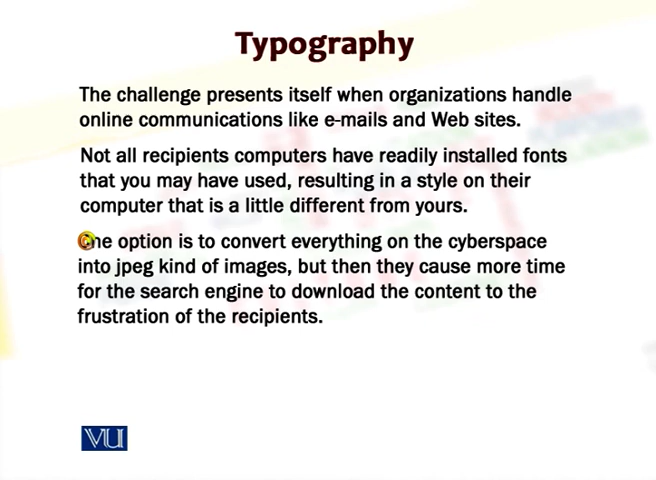 Typography
The challenge presents itself when organizations handle
online communications like e-mails and Web sites.
Not all recipients computers have readily installed fonts
that you may have used, resulting in a style on their
computer that is a little different from yours.
One option is to convert everything on the cyberspace
into jpeg kind of images, but then they cause more time
for the search engine to download the content to the
frustration of the recipients.
VU